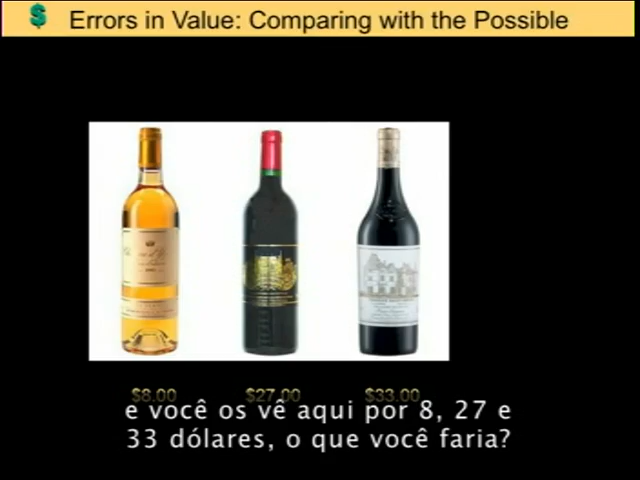 $ Errors in Value: Comparing with the Possible
$8.00 $27.00 $33.00
e você os vê aqui por 8, 27 e
33 dólares, o que você faria?